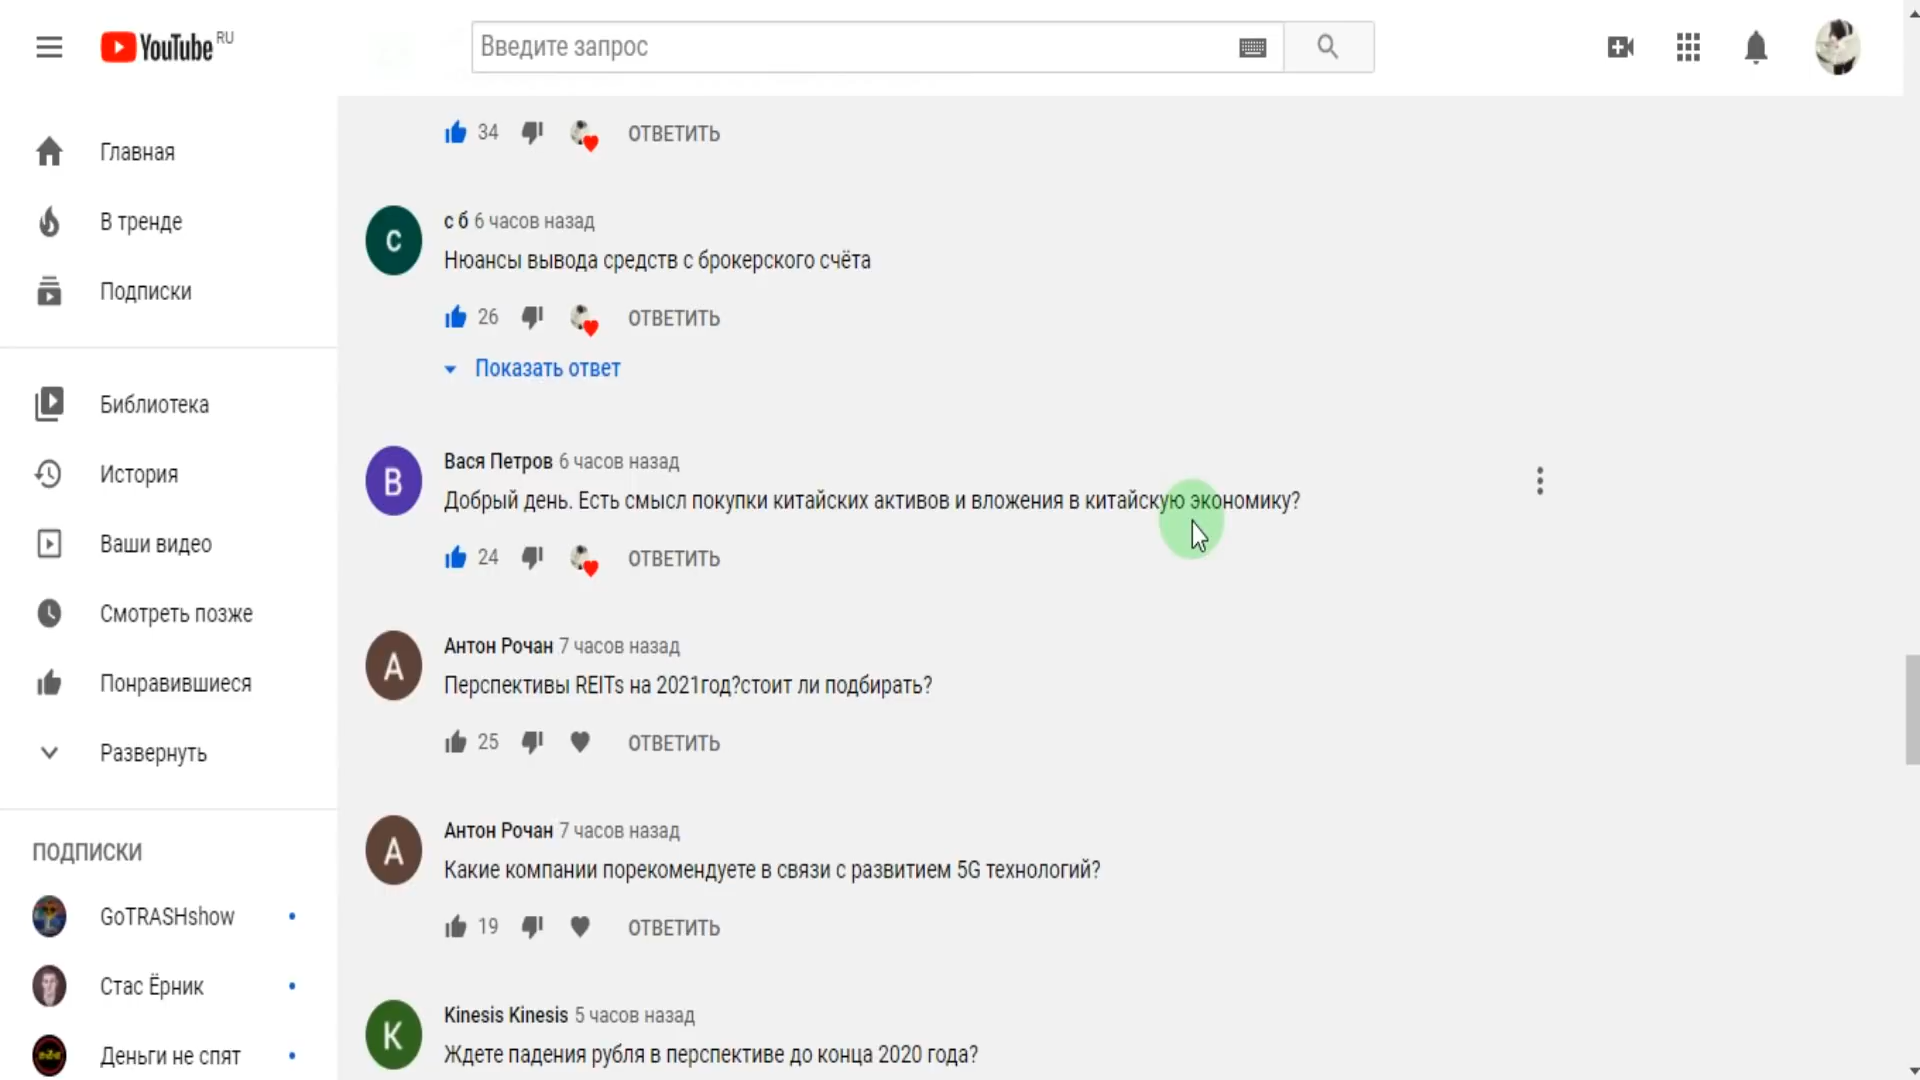 YouTube RU
Введите запрос
Главная
В тренде
Подписки
Библиотека
История
Ваши видео
Смотреть позже
Понравившиеся
Развернуть
ПОДПИСКИ
GoTRASHshow
Стас Ёрник
Деньги не спят
34 ОТВЕТИТЬ
С
с б 6 часов назад
Нюансы вывода средств с брокерского счёта
26 ОТВЕТИТЬ
Показать ответ
В
Вася Петров 6 часов назад
Добрый день. Есть смысл покупки китайских активов и вложения в китайскую экономику?
24 ОТВЕТИТЬ
А
Антон Рочан 7 часов назад
Перспективы REITs на 2021год?стоит ли подбирать?
25 ОТВЕТИТЬ
А
Антон Рочан 7 часов назад
Какие компании порекомендуете в связи с развитием 5G технологий?
19 ОТВЕТИТЬ
K
Kinesis Kinesis 5 часов назад
Ждете падения рубля в перспективе до конца 2020 года?